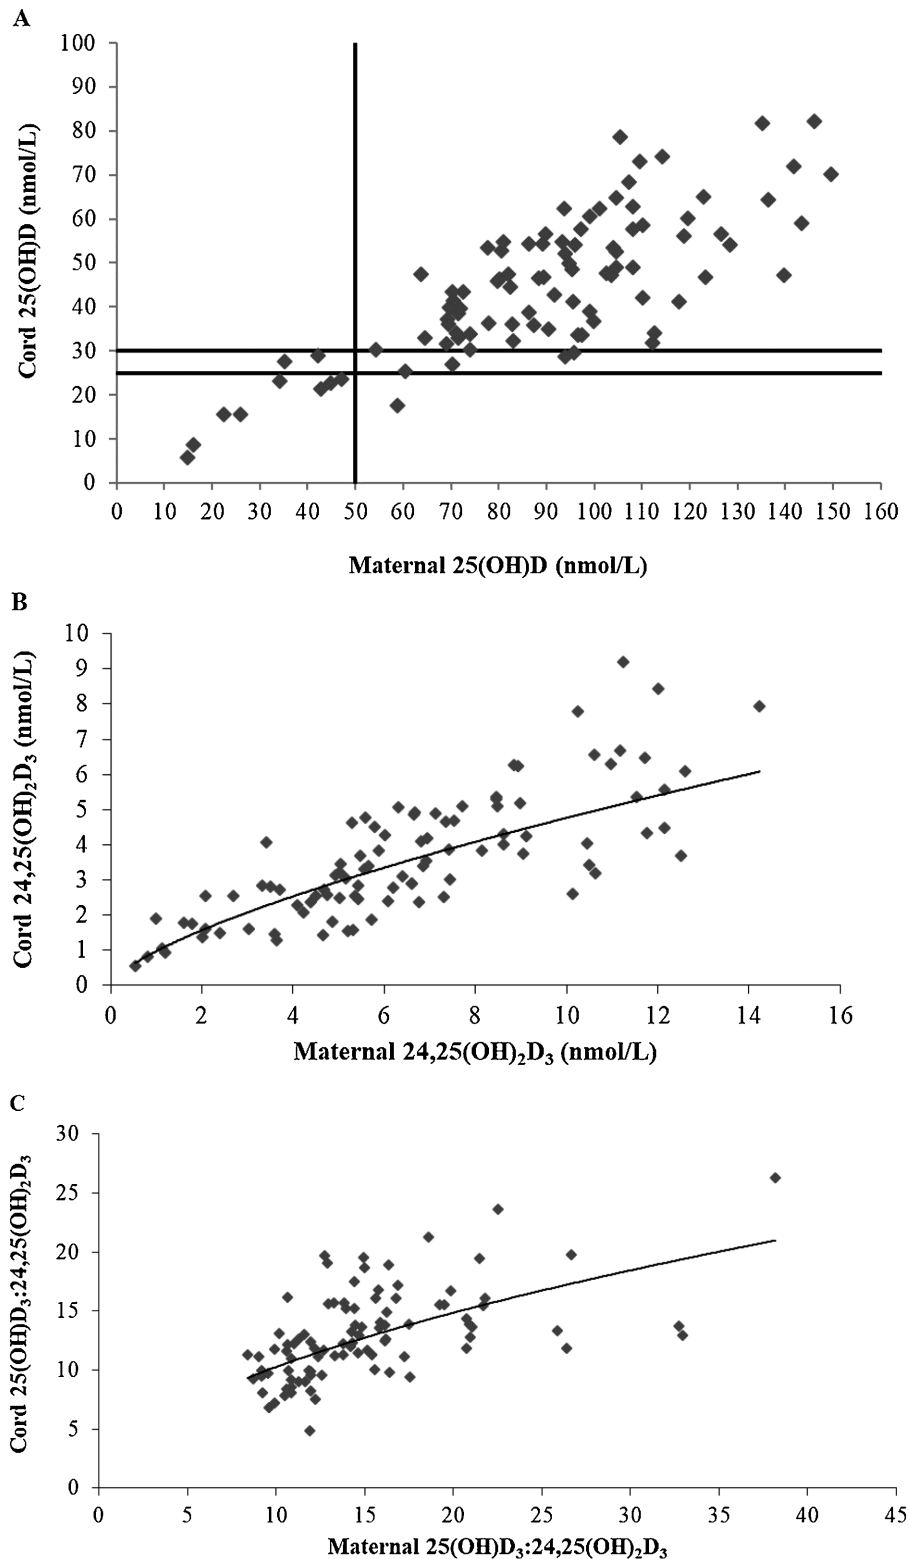 A
100
90
80
70
60
50
40
30
20
10
0
Cord 25(OH)D (nmol/L)
0 10 20 30 40 50 60 70 80 90 100 110 120 130 140 150 160
Maternal 25(OH)D (nmol/L)
B
10
9
8
7
6
5
4
3
2
1
0
Cord 24,25(OH)₂D₃ (nmol/L)
0 2 4 6 8 10 12 14 16
Maternal 24,25(OH)₂D₃ (nmol/L)
C
30
25
20
15
10
5
0
Cord 25(OH)D₃:24,25(OH)₂D₃
0 5 10 15 20 25 30 35 40 45
Maternal 25(OH)D₃:24,25(OH)₂D₃